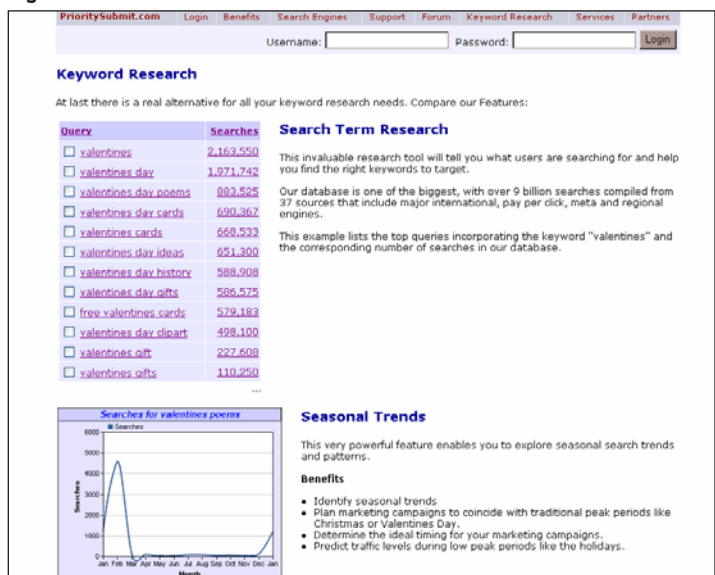 PrioritySubmit.com Login Benefits Search Engines Support Forum Keyword Research Services Partners
Username: Password: Login
Keyword Research
At last there is a real alternative for all your keyword research needs. Compare our Features:
Query Searches
valentines 2,163,550
valentines day 1,971,742
valentines day poems 883,525
valentines day cards 690,367
valentines cards 668,533
valentines day ideas 651,300
valentines day history 588,908
valentines day gifts 586,575
free valentines cards 579,183
valentines day clipart 498,100
valentines gift 227,608
valentines gifts 110,250
...
Search Term Research
This invaluable research tool will tell you what users are searching for and help
you find the right keywords to target.
Our database is one of the biggest, with over 9 billion searches compiled from
37 sources that include major international, pay per click, meta and regional
engines.
This example lists the top queries incorporating the keyword "valentines" and
the corresponding number of searches in our database.
Searches for valentines poems
Searches
6000
5000
4000
3000
2000
1000
0
Searches
Jan Feb Mar Apr May Jun Jul Aug Sep Oct Nov Dec Jan
Month
Seasonal Trends
This very powerful feature enables you to explore seasonal search trends
and patterns.
Benefits
• Identify seasonal trends
• Plan marketing campaigns to coincide with traditional peak periods like
Christmas or Valentines Day.
• Determine the ideal timing for your marketing campaigns.
• Predict traffic levels during low peak periods like the holidays.